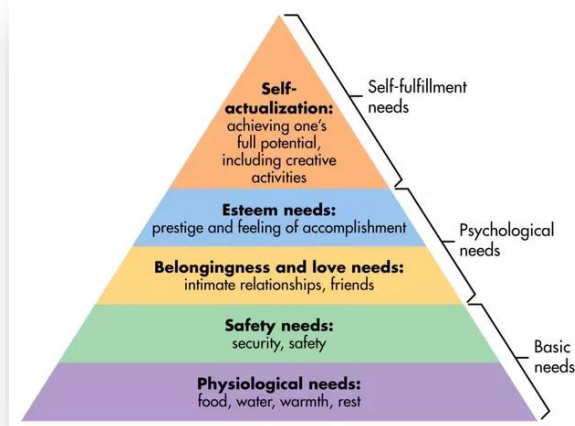 Self-
actualization:
achieving one's
full potential,
including creative
activities
Self-fulfillment
needs
Esteem needs:
prestige and feeling of accomplishment
Psychological
needs
Belongingness and love needs:
intimate relationships, friends
Safety needs:
security, safety
Basic
needs
Physiological needs:
food, water, warmth, rest